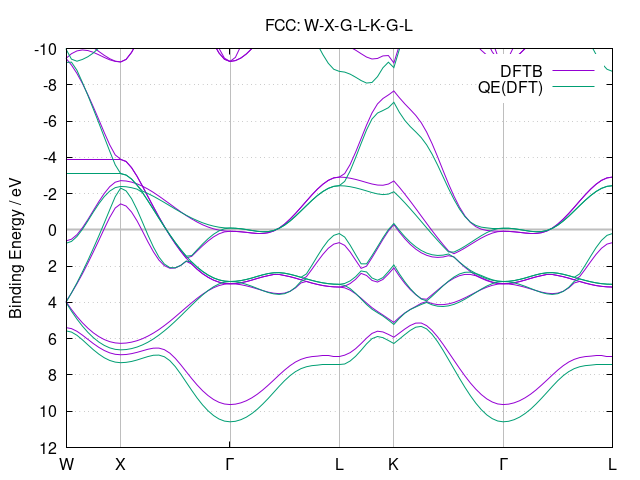 FCC: W-X-G-L-K-G-L
DFTB
QE(DFT)
Binding Energy / eV
-10
-8
-6
-4
-2
0
2
4
6
8
10
12
W X Γ L K Γ L